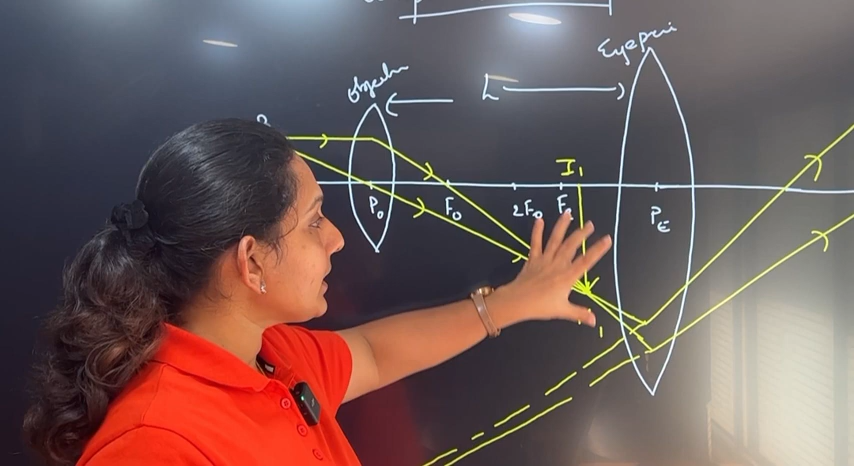 Eyepiece
Objective
L
I₁
P₀
F₀
2F₀
Fₑ
Pₑ